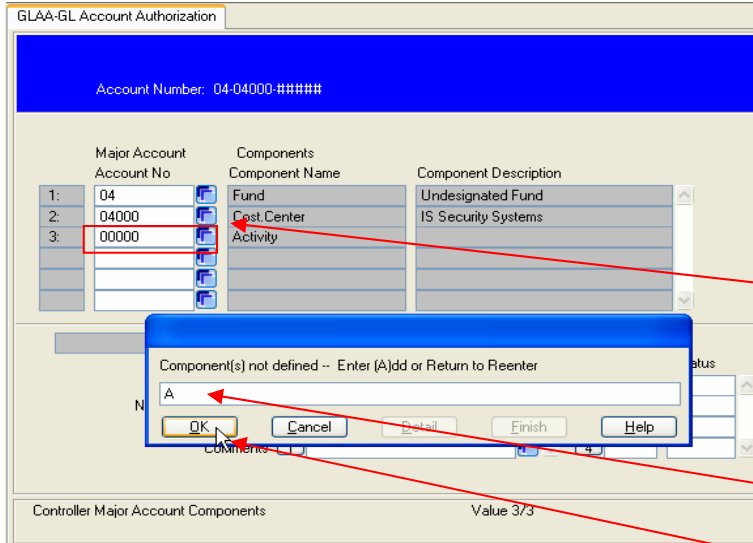 GLAA-GL Account Authorization
Account Number: 04-04000-#####
Major Account Components
Account No Component Name Component Description
1: 04 Fund Undesignated Fund
2: 04000 Cost.Center IS Security Systems
3: 00000 Activity
Component(s) not defined -- Enter (A)dd or Return to Reenter
atus
A
N
OK Cancel Detail Finish Help
Comments 1 4
Controller Major Account Components Value 3/3